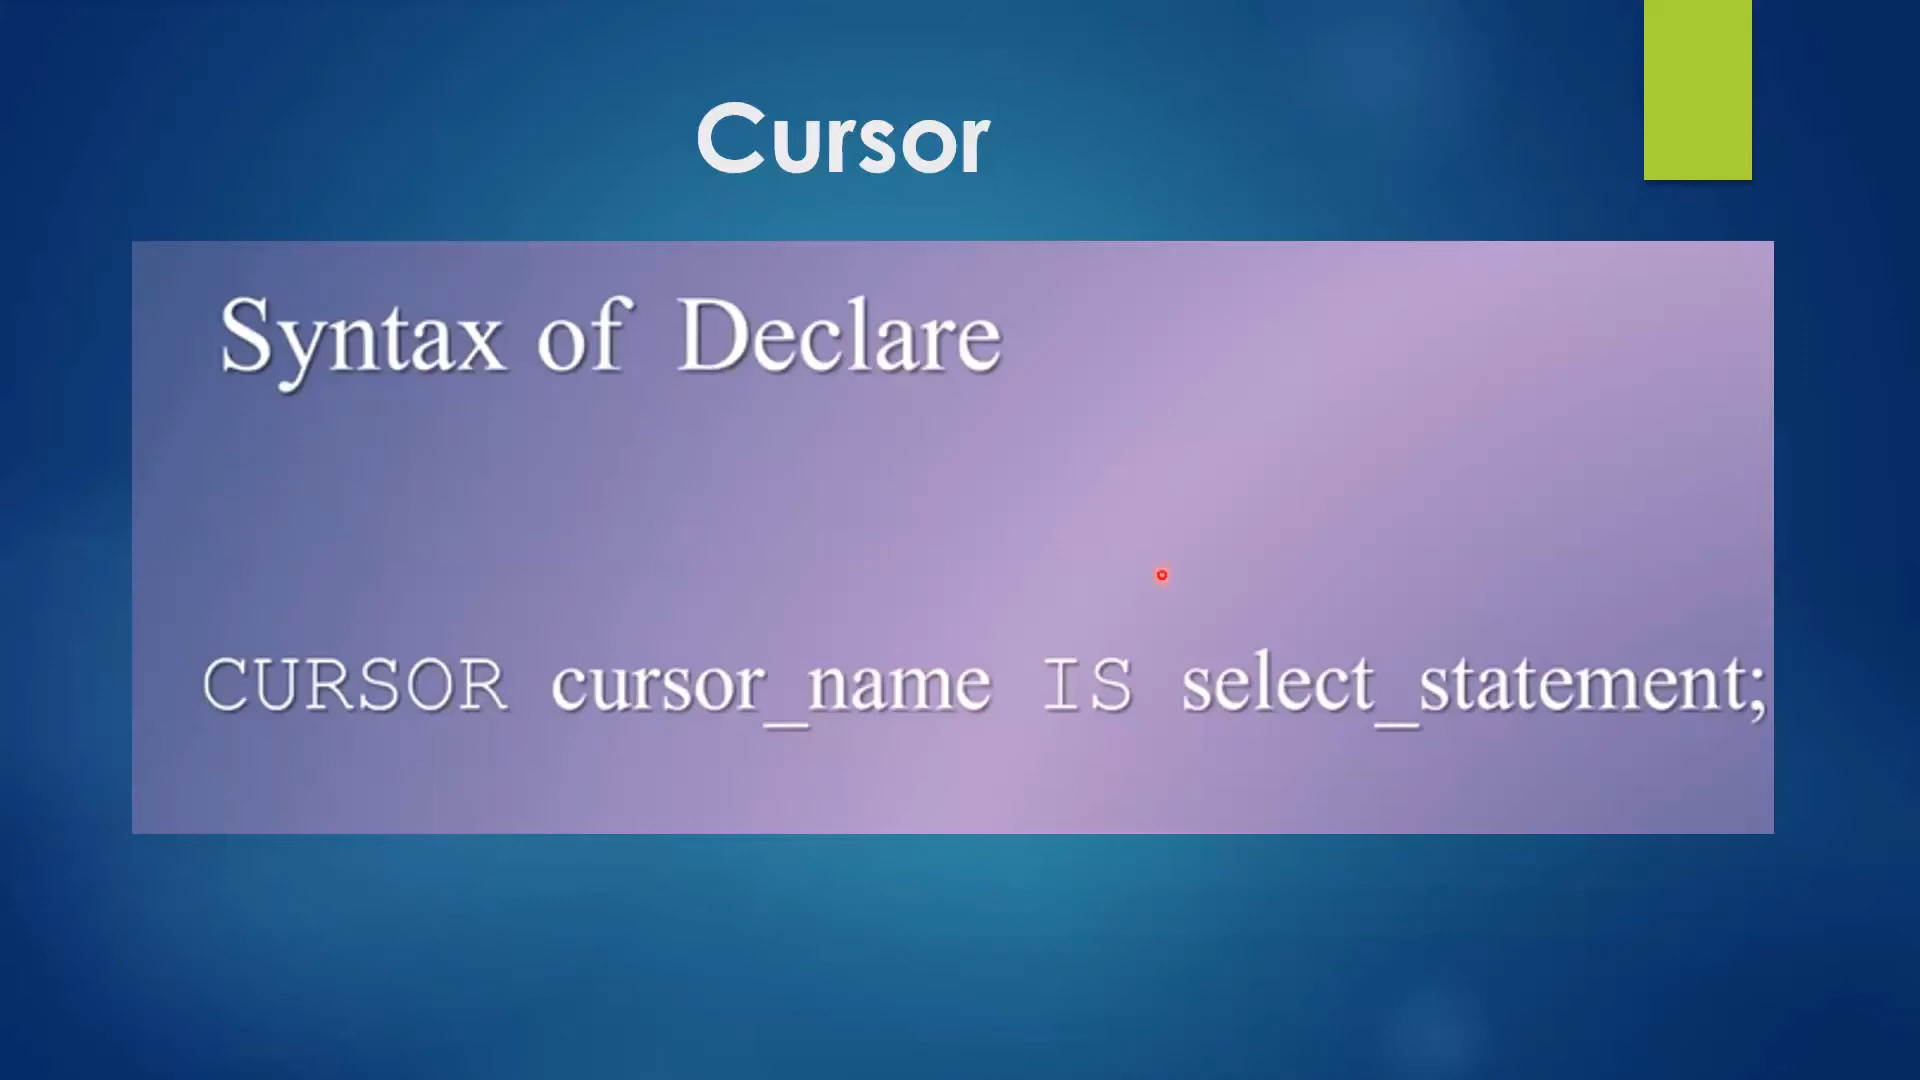 Cursor
Syntax of Declare
CURSOR cursor_name IS select_statement;